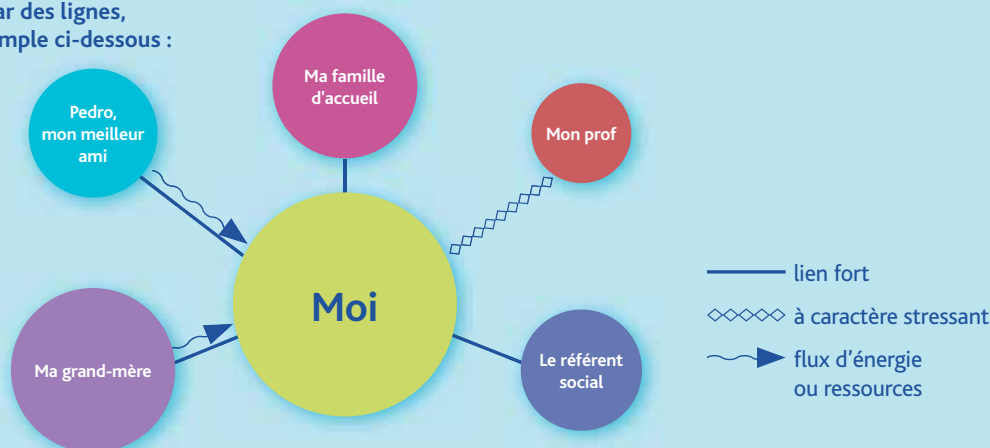 ar des lignes,
mple ci-dessous :
Pedro,
mon meilleur
ami
Ma famille
d'accueil
Mon prof
Moi
Ma grand-mère
Le référent
social
lien fort
à caractère stressant
flux d'énergie
ou ressources